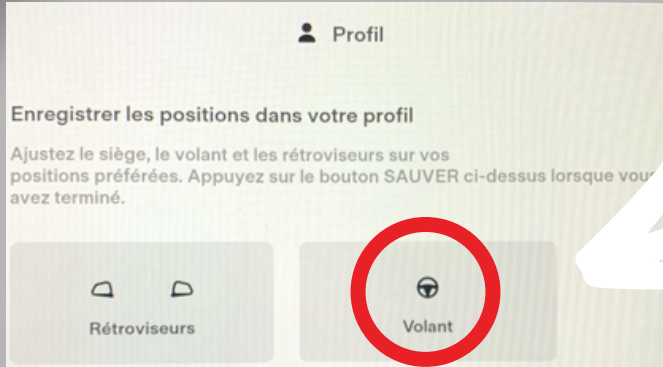 Profil
Enregistrer les positions dans votre profil
Ajustez le siège, le volant et les rétroviseurs sur vos
positions préférées. Appuyez sur le bouton SAUVER ci-dessus lorsque vous
avez terminé.
Rétroviseurs
Volant